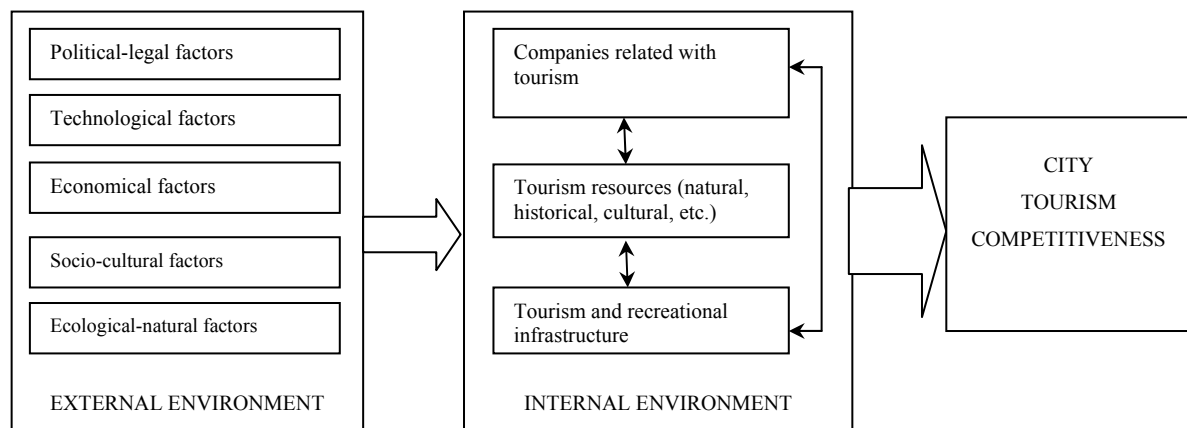 Political-legal factors
Technological factors
Economical factors
Socio-cultural factors
Ecological-natural factors
EXTERNAL ENVIRONMENT
Companies related with
tourism
Tourism resources (natural,
historical, cultural, etc.)
Tourism and recreational
infrastructure
INTERNAL ENVIRONMENT
CITY
TOURISM
COMPETITIVENESS